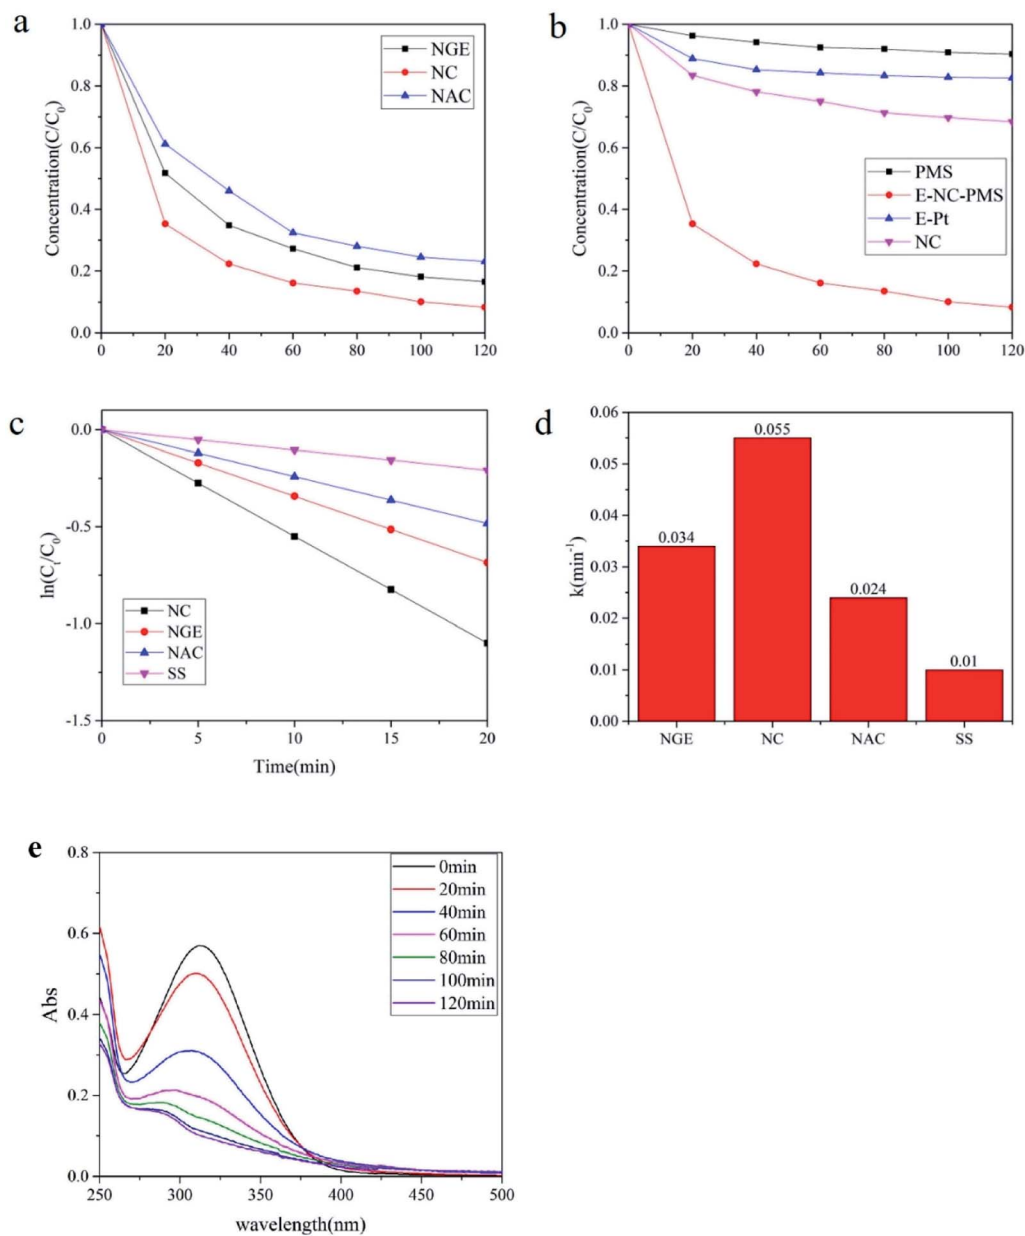 a
Concentration(C/C0)
1.0
0.8
0.6
0.4
0.2
0.0
0 20 40 60 80 100 120
NGE
NC
NAC
b
Concentration(C/C0)
1.0
0.8
0.6
0.4
0.2
0.0
0 20 40 60 80 100 120
PMS
E-NC-PMS
E-Pt
NC
c
ln(Ct/C0)
0.0
-0.5
-1.0
-1.5
0 5 10 15 20
Time(min)
NC
NGE
NAC
SS
d
k(min-1)
0.06
0.05
0.04
0.03
0.02
0.01
0.00
0.034
0.055
0.024
0.01
NGE NC NAC SS
e
Abs
0.8
0.6
0.4
0.2
0.0
250 300 350 400 450 500
wavelength(nm)
0min
20min
40min
60min
80min
100min
120min